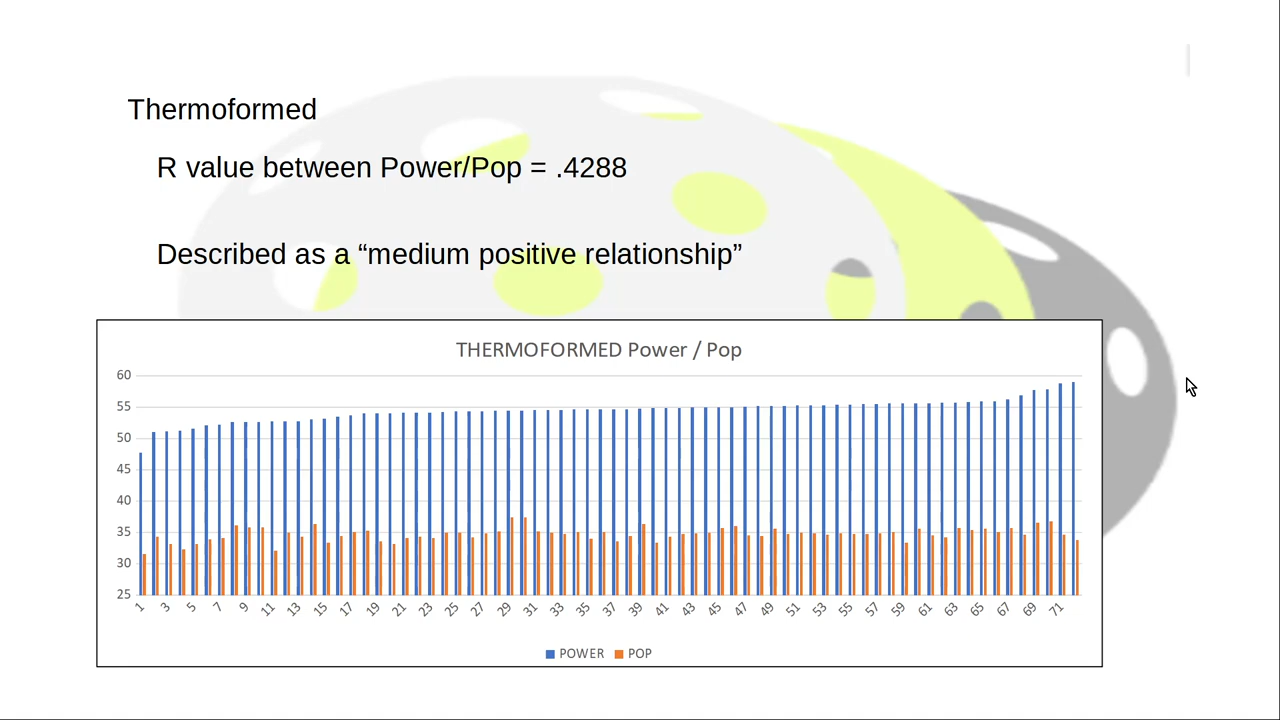 Thermoformed
R value between Power/Pop = .4288
Described as a “medium positive relationship”
THERMOFORMED Power / Pop
60
55
50
45
40
35
30
25
1 3 5 7 9 11 13 15 17 19 21 23 25 27 29 31 33 35 37 39 41 43 45 47 49 51 53 55 57 59 61 63 65 67 69 71
POWER POP